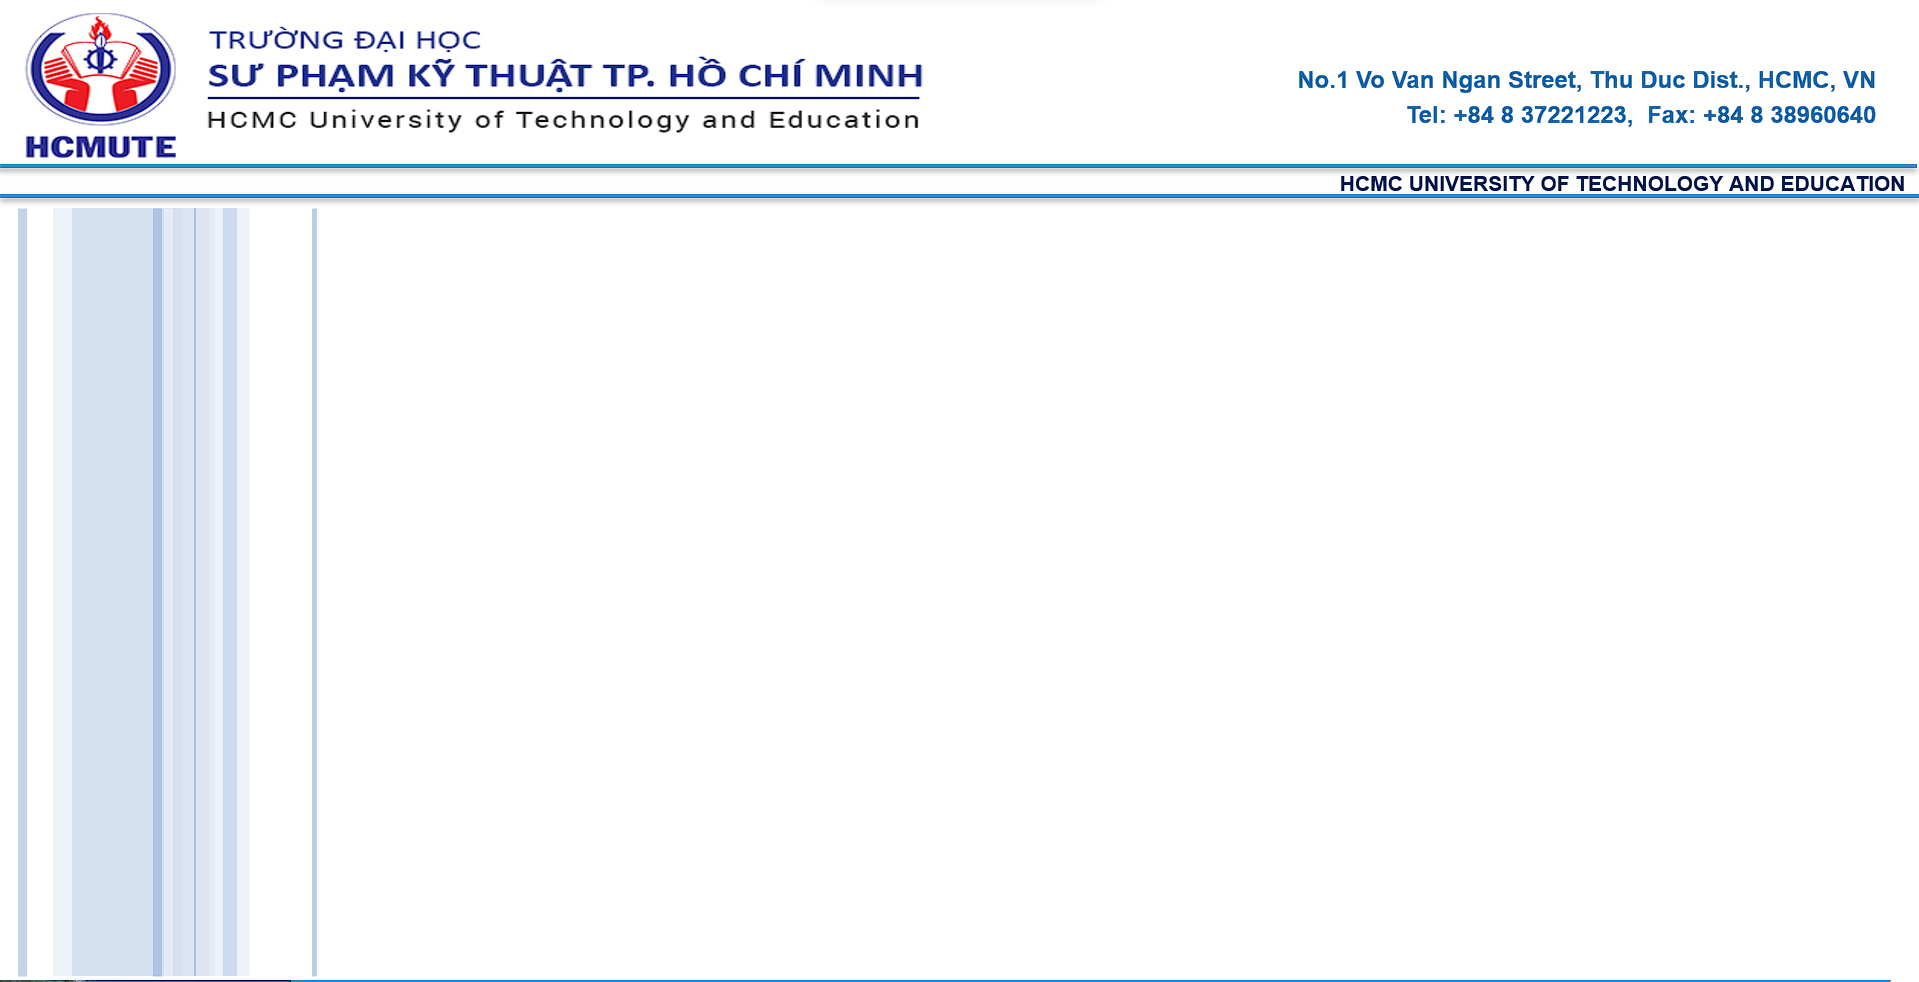 TRƯỜNG ĐẠI HỌC
SƯ PHẠM KỸ THUẬT TP. HỒ CHÍ MINH
HCMC University of Technology and Education
HCMUTE
No.1 Vo Van Ngan Street, Thu Duc Dist., HCMC, VN
Tel: +84 8 37221223,  Fax: +84 8 38960640
HCMC UNIVERSITY OF TECHNOLOGY AND EDUCATION